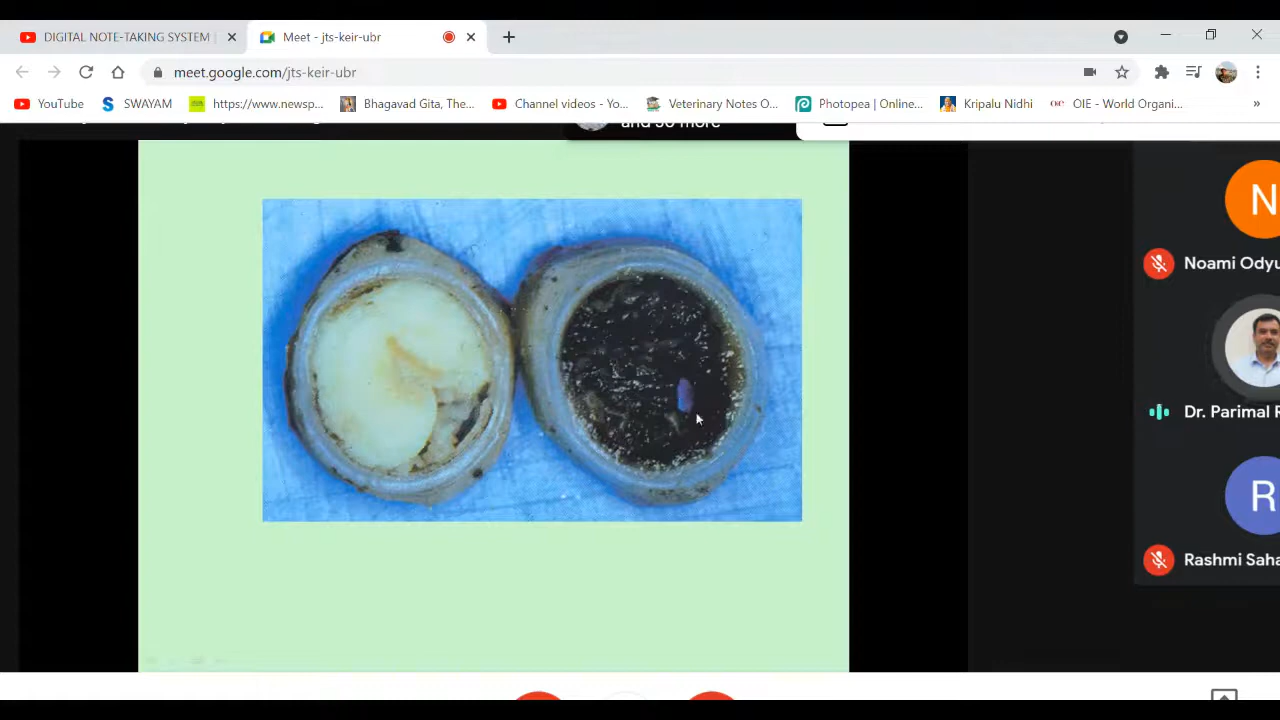 DIGITAL NOTE-TAKING SYSTEM
Meet - jts-keir-ubr
meet.google.com/jts-keir-ubr
YouTube
SWAYAM
https://www.newsp...
Bhagavad Gita, The...
Channel videos - Yo...
Veterinary Notes O...
Photopea | Online...
Kripalu Nidhi
OIE - World Organi...
»
and 30 more
N
Noami Odyu
Dr. Parimal R
R
Rashmi Saha